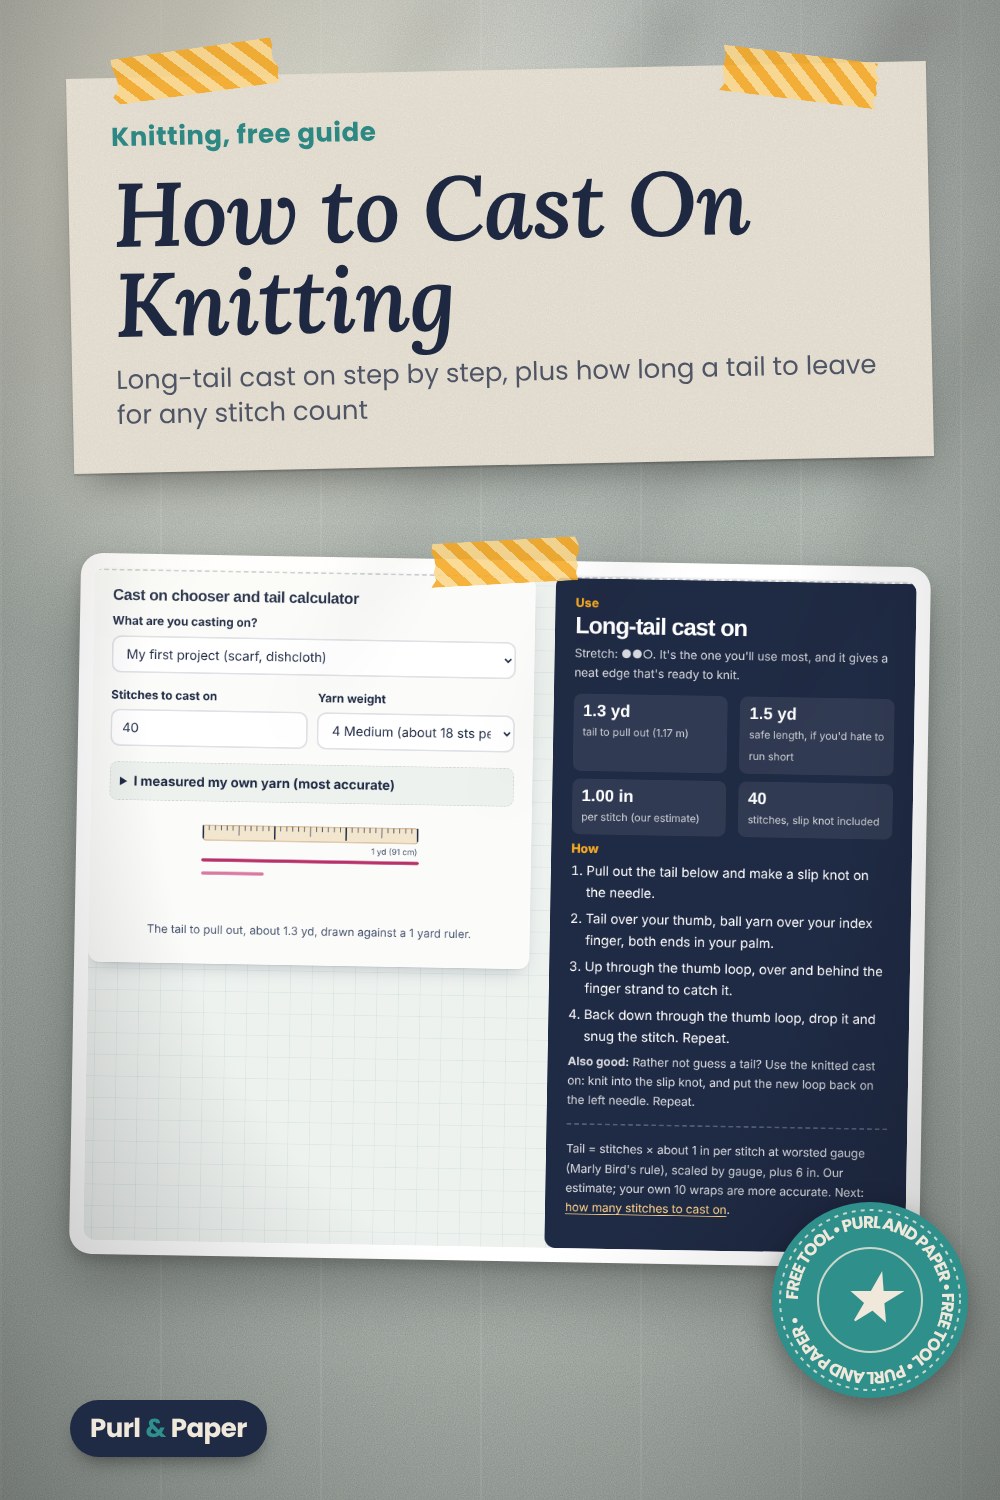 Knitting, free guide
How to Cast On
Knitting
Long-tail cast on step by step, plus how long a tail to leave
for any stitch count
Cast on chooser and tail calculator
What are you casting on?
My first project (scarf, dishcloth)
Stitches to cast on
Yarn weight
40
4 Medium (about 18 sts pe
▶ I measured my own yarn (most accurate)
1 yd (91 cm)
The tail to pull out, about 1.3 yd, drawn against a 1 yard ruler.
Use
Long-tail cast on
Stretch: ●●○. It's the one you'll use most, and it gives a
neat edge that's ready to knit.
1.3 yd
tail to pull out (1.17 m)
1.5 yd
safe length, if you'd hate to
run short
1.00 in
per stitch (our estimate)
40
stitches, slip knot included
How
1. Pull out the tail below and make a slip knot on
the needle.
2. Tail over your thumb, ball yarn over your index
finger, both ends in your palm.
3. Up through the thumb loop, over and behind the
finger strand to catch it.
4. Back down through the thumb loop, drop it and
snug the stitch. Repeat.
Also good: Rather not guess a tail? Use the knitted cast
on: knit into the slip knot, and put the new loop back on
the left needle. Repeat.
Tail = stitches × about 1 in per stitch at worsted gauge
(Marly Bird's rule), scaled by gauge, plus 6 in. Our
estimate; your own 10 wraps are more accurate. Next:
how many stitches to cast on.
FREE TOOL • PURL AND PAPER • FREE TOOL • PURL AND PAPER •
Purl & Paper